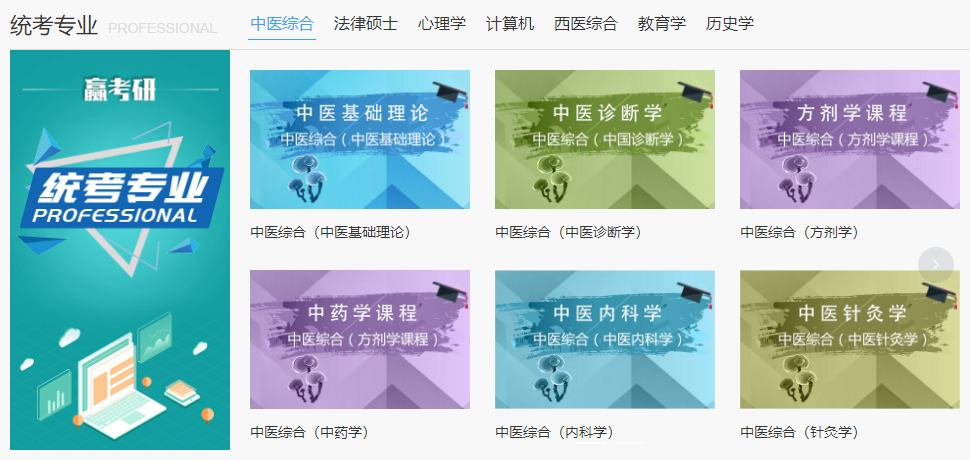 统考专业 PROFESSIONAL
中医综合 法律硕士 心理学 计算机 西医综合 教育学 历史学
赢考研
统考专业
PROFESSIONAL
中医基础理论
中医综合（中医基础理论）
中医综合（中医基础理论）
中医诊断学
中医综合（中国诊断学）
中医综合（中医诊断学）
方剂学课程
中医综合（方剂学课程）
中医综合（方剂学）
中药学课程
中医综合（方剂学课程）
中医综合（中药学）
中医内科学
中医综合（中医内科学）
中医综合（内科学）
中医针灸学
中医综合（中医针灸学）
中医综合（针灸学）